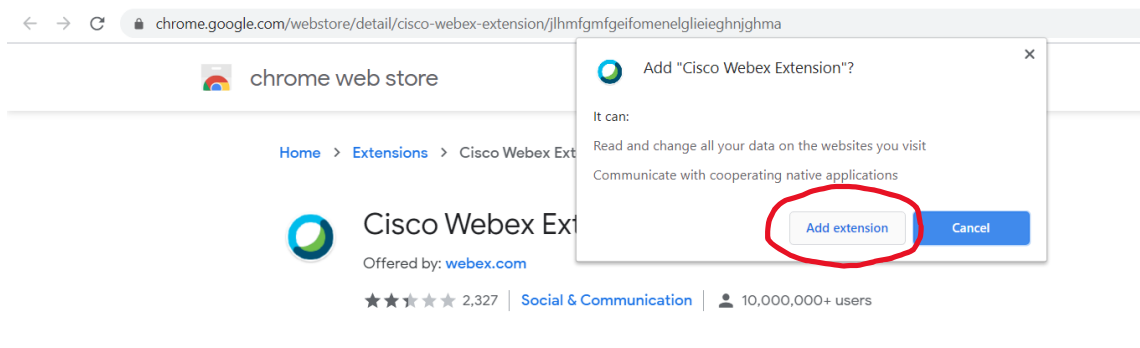 chrome.google.com/webstore/detail/cisco-webex-extension/jlhmfgmfgeifomenelglieieghnjghma
chrome web store
Add "Cisco Webex Extension"?
It can:
Read and change all your data on the websites you visit
Communicate with cooperating native applications
Add extension Cancel
Home > Extensions > Cisco Webex Ext
Cisco Webex Ext
Offered by: webex.com
2,327 Social & Communication 10,000,000+ users